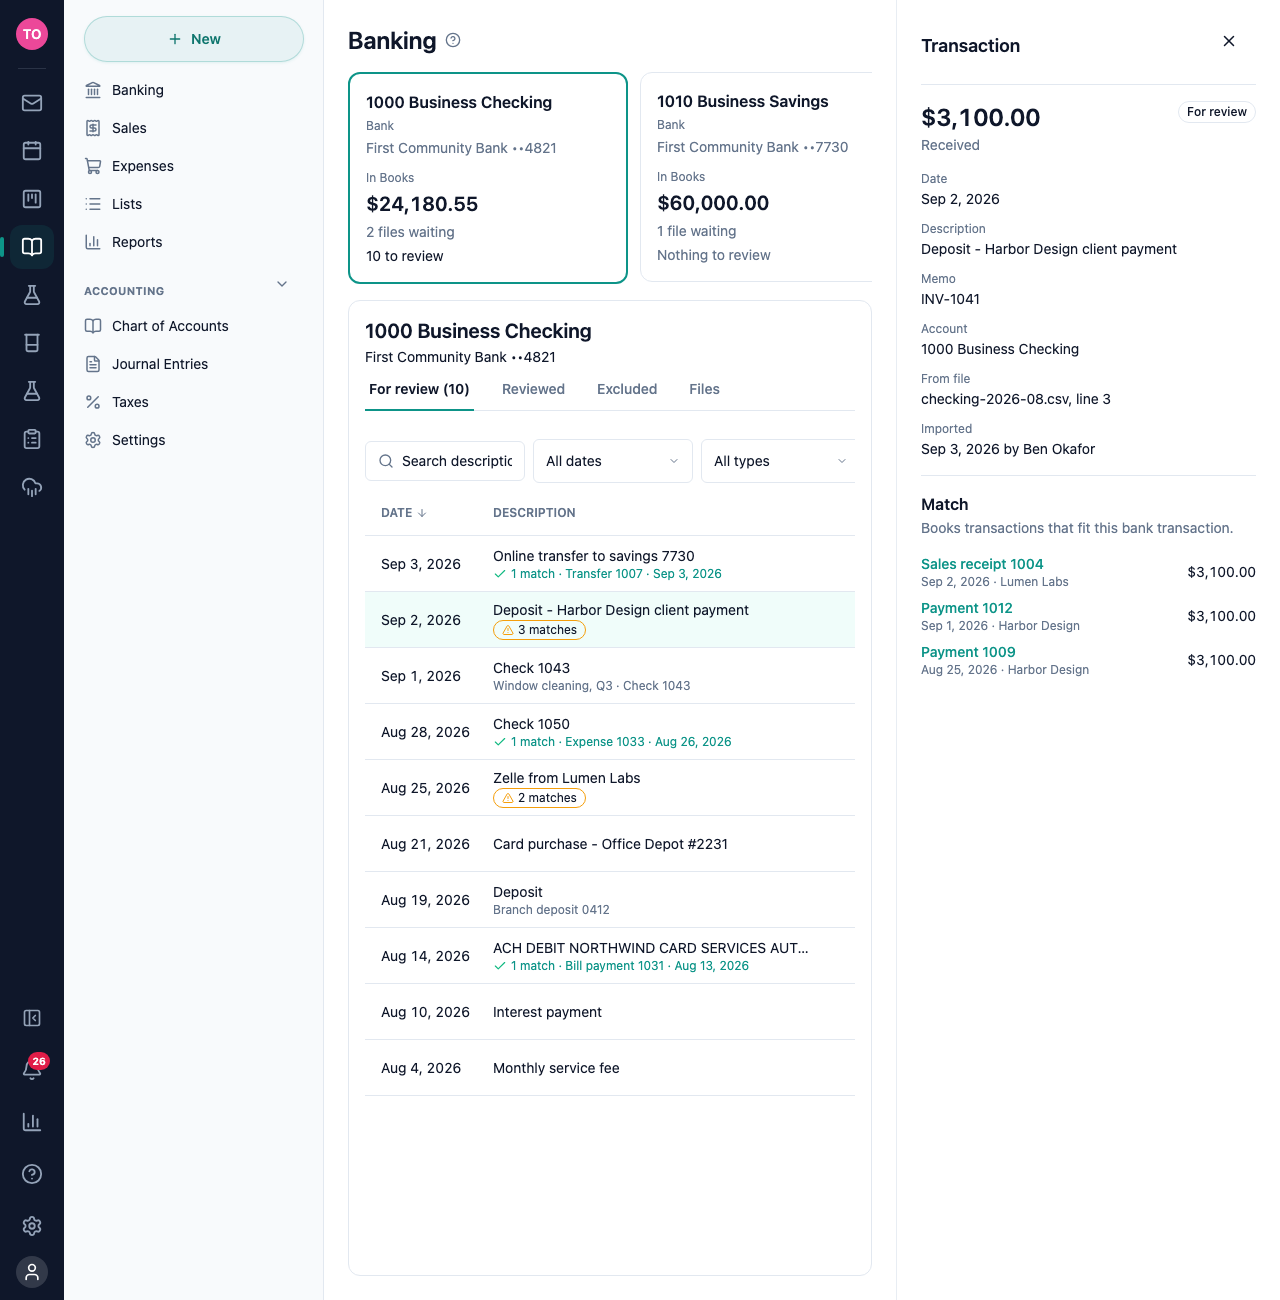 TO
New
Banking
Sales
Expenses
Lists
Reports
ACCOUNTING
Chart of Accounts
Journal Entries
Taxes
Settings
26
Banking
1000 Business Checking
Bank
First Community Bank ••4821
In Books
$24,180.55
2 files waiting
10 to review
1010 Business Savings
Bank
First Community Bank ••7730
In Books
$60,000.00
1 file waiting
Nothing to review
1000 Business Checking
First Community Bank ••4821
For review (10) Reviewed Excluded Files
Search descriptic All dates All types
DATE DESCRIPTION
Sep 3, 2026 Online transfer to savings 7730
1 match · Transfer 1007 · Sep 3, 2026
Sep 2, 2026 Deposit - Harbor Design client payment
3 matches
Sep 1, 2026 Check 1043
Window cleaning, Q3 · Check 1043
Aug 28, 2026 Check 1050
1 match · Expense 1033 · Aug 26, 2026
Aug 25, 2026 Zelle from Lumen Labs
2 matches
Aug 21, 2026 Card purchase - Office Depot #2231
Aug 19, 2026 Deposit
Branch deposit 0412
Aug 14, 2026 ACH DEBIT NORTHWIND CARD SERVICES AUT...
1 match · Bill payment 1031 · Aug 13, 2026
Aug 10, 2026 Interest payment
Aug 4, 2026 Monthly service fee
Transaction
$3,100.00 For review
Received
Date
Sep 2, 2026
Description
Deposit - Harbor Design client payment
Memo
INV-1041
Account
1000 Business Checking
From file
checking-2026-08.csv, line 3
Imported
Sep 3, 2026 by Ben Okafor
Match
Books transactions that fit this bank transaction.
Sales receipt 1004 $3,100.00
Sep 2, 2026 · Lumen Labs
Payment 1012 $3,100.00
Sep 1, 2026 · Harbor Design
Payment 1009 $3,100.00
Aug 25, 2026 · Harbor Design